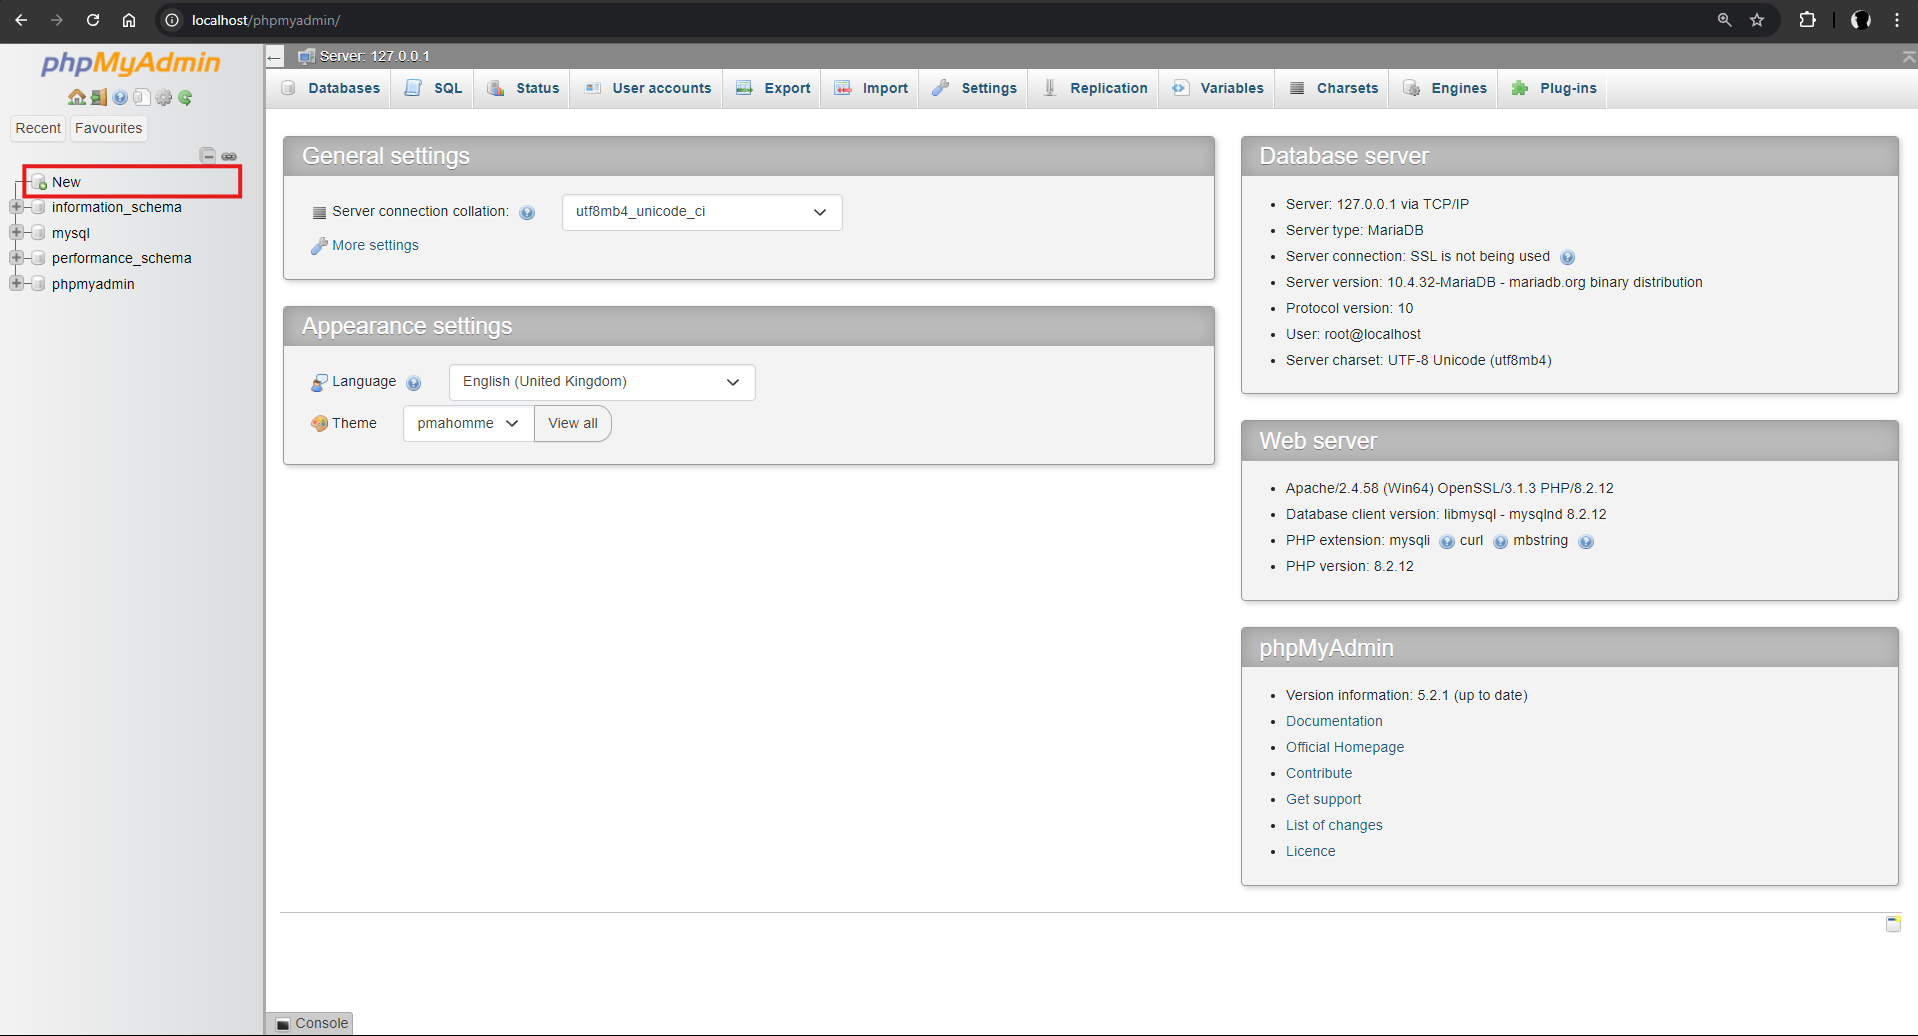 localhost/phpmyadmin/
phpMyAdmin
Recent
Favourites
New
information_schema
mysql
performance_schema
phpmyadmin
Server: 127.0.0.1
Databases
SQL
Status
User accounts
Export
Import
Settings
Replication
Variables
Charsets
Engines
Plug-ins
General settings
Server connection collation:
utf8mb4_unicode_ci
More settings
Appearance settings
Language
English (United Kingdom)
Theme
pmahomme
View all
Database server
Server: 127.0.0.1 via TCP/IP
Server type: MariaDB
Server connection: SSL is not being used
Server version: 10.4.32-MariaDB - mariadb.org binary distribution
Protocol version: 10
User: root@localhost
Server charset: UTF-8 Unicode (utf8mb4)
Web server
Apache/2.4.58 (Win64) OpenSSL/3.1.3 PHP/8.2.12
Database client version: libmysql - mysqlnd 8.2.12
PHP extension: mysqli curl mbstring
PHP version: 8.2.12
phpMyAdmin
Version information: 5.2.1 (up to date)
Documentation
Official Homepage
Contribute
Get support
List of changes
Licence
Console